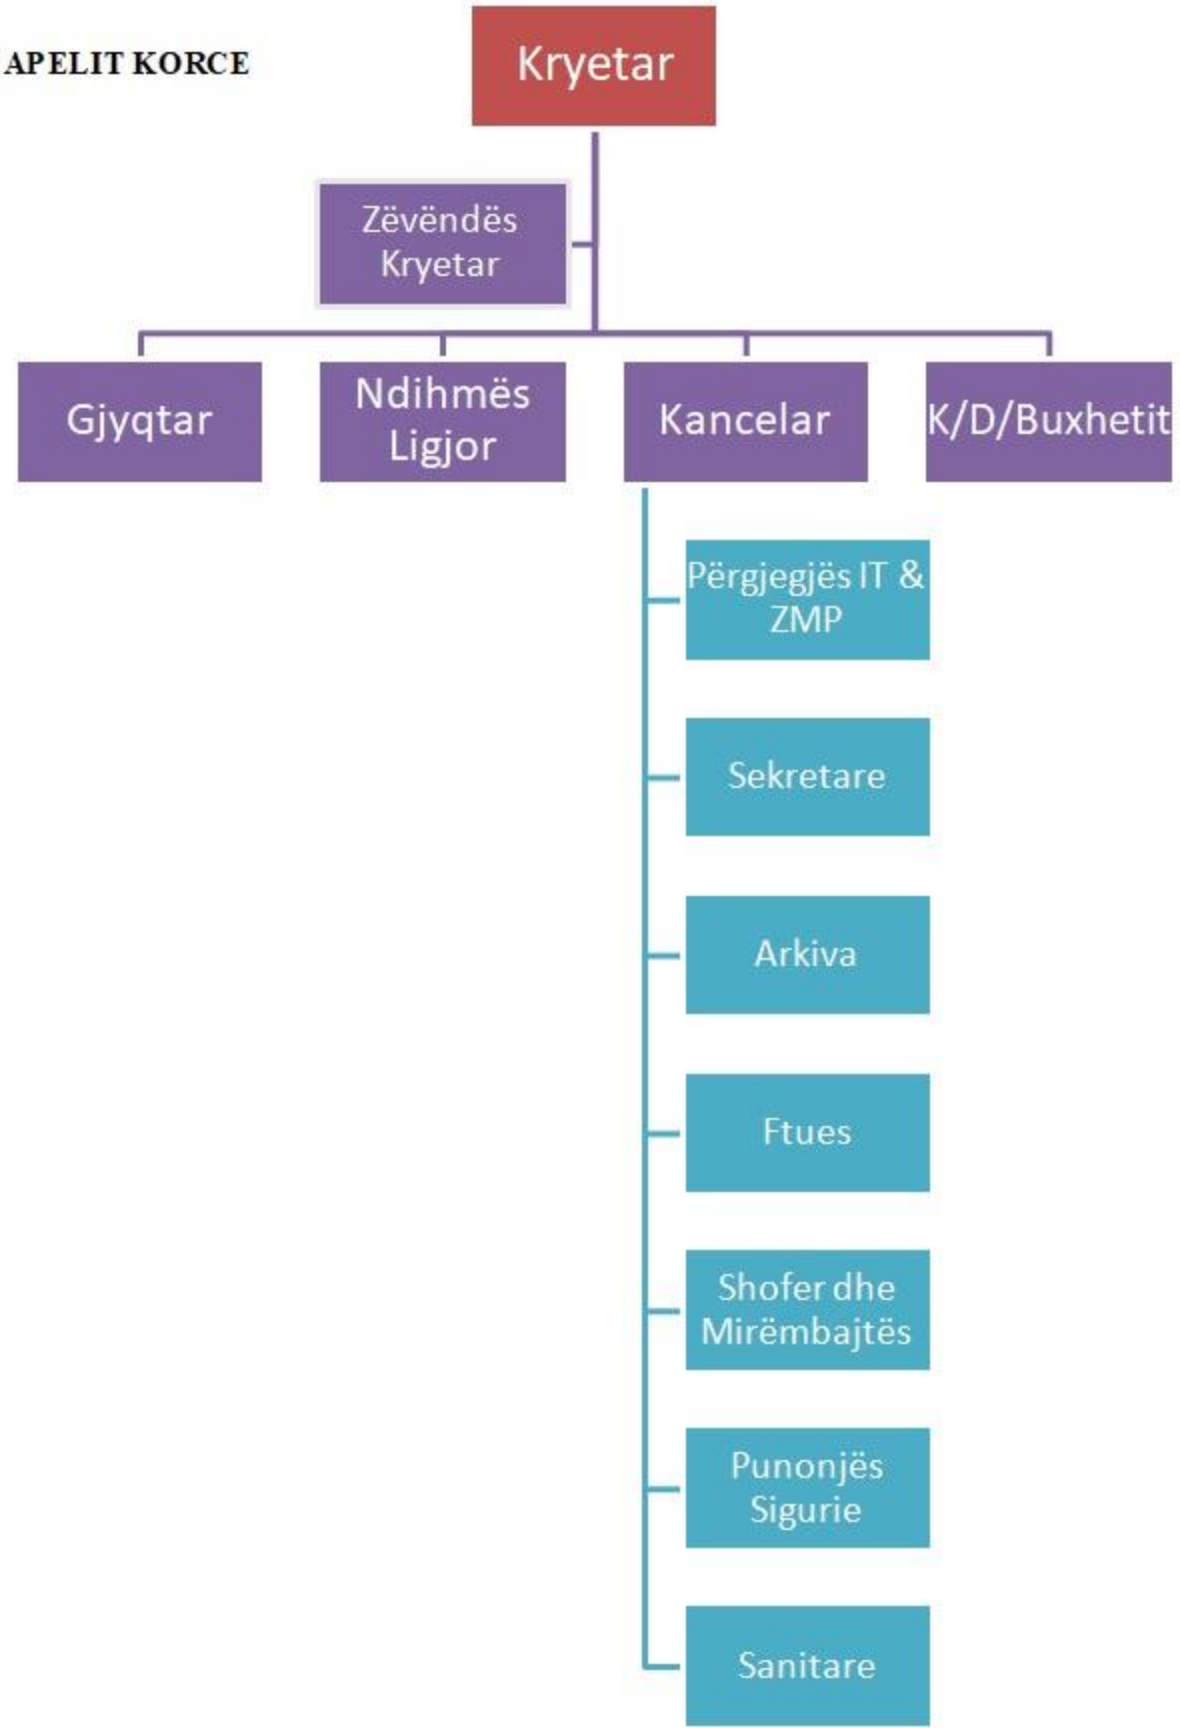 APELIT KORCE
Kryetar
Zëvëndës
Kryetar
Gjyqtar
Ndihmës
Ligjor
Kancelar
K/D/Buxhetit
Përgjegjës IT &
ZMP
Sekretare
Arkiva
Ftues
Shofer dhe
Mirëmbajtës
Punonjës
Sigurie
Sanitare